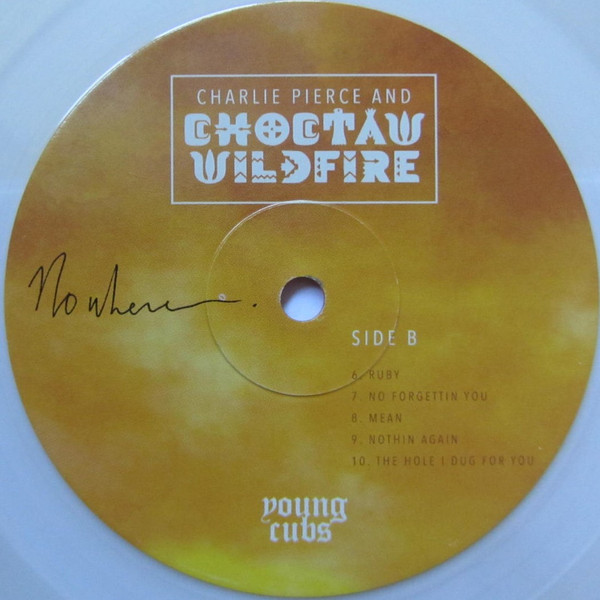 CHARLIE PIERCE AND
CHOCTAW
WILDFIRE
Nowhere.
SIDE B
6. RUBY
7. NO FORGETTIN YOU
8. MEAN
9. NOTHIN AGAIN
10. THE HOLE I DUG FOR YOU
young
cubs